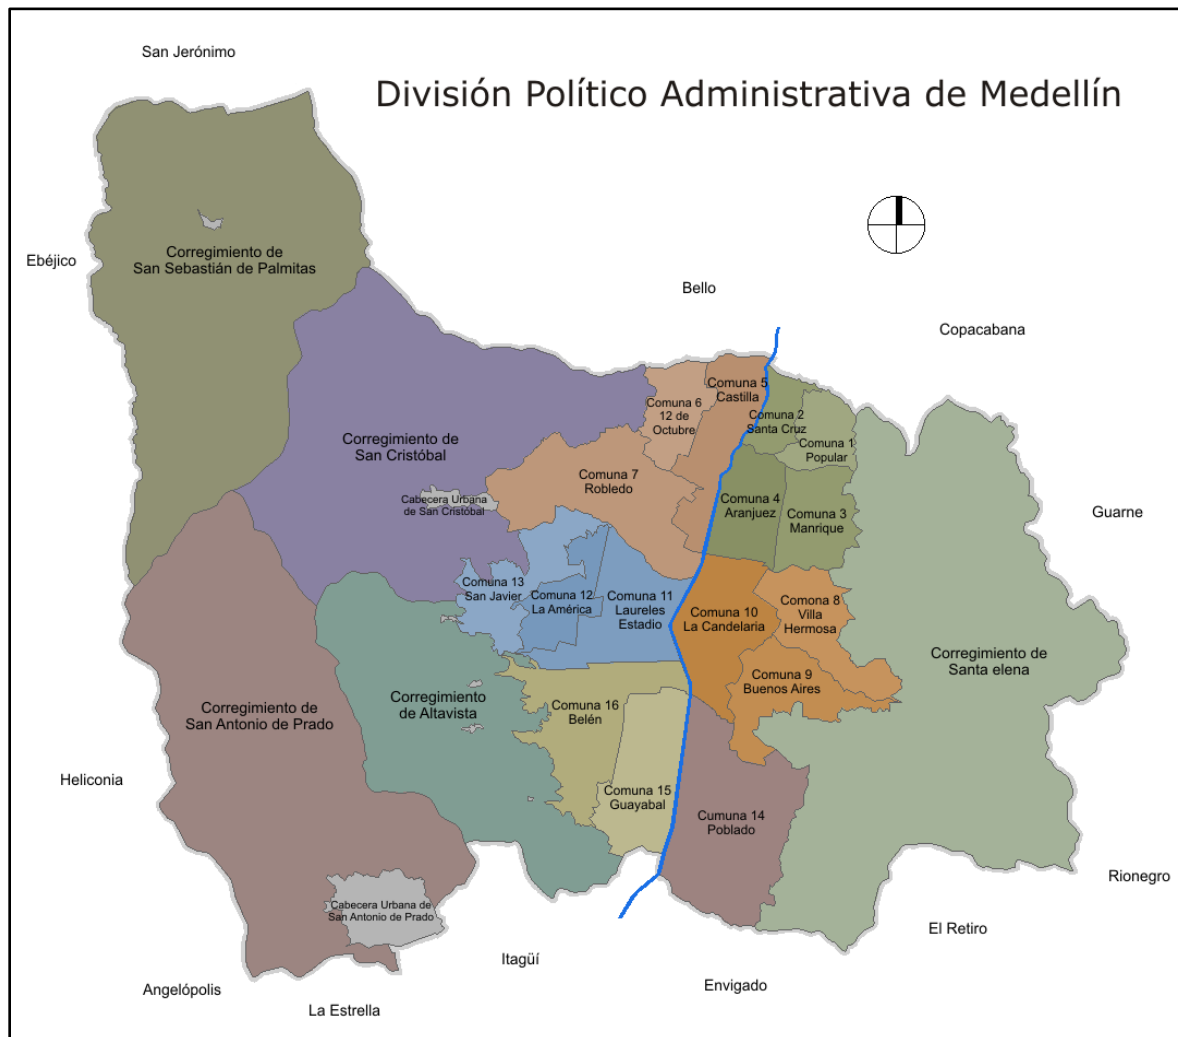 San Jerónimo
División Político Administrativa de Medellín
Corregimiento de
San Sebastián de Palmitas
Ebéjico
Bello
Copacabana
Comuna 5
Castilla
Comuna 6
12 de
Octubre
Comuna 2
Santa Cruz
Comuna 1
Popular
Corregimiento de
San Cristóbal
Comuna 7
Robledo
Cabecera Urbana
de San Cristóbal
Comuna 4
Aranjuez
Comuna 3
Manrique
Guarne
Comuna 13
San Javier
Comuna 12
La América
Comuna 11
Laureles
Estadio
Comuna 10
La Candelaria
Comona 8
Villa
Hermosa
Corregimiento de
Santa elena
Comuna 9
Buenos Aires
Corregimiento de
San Antonio de Prado
Corregimiento
de Altavista
Comuna 16
Belén
Heliconia
Comuna 15
Guayabal
Cumuna 14
Poblado
Rionegro
Cabecera Urbana de
San Antonio de Prado
El Retiro
Itagüí
Envigado
Angelópolis
La Estrella